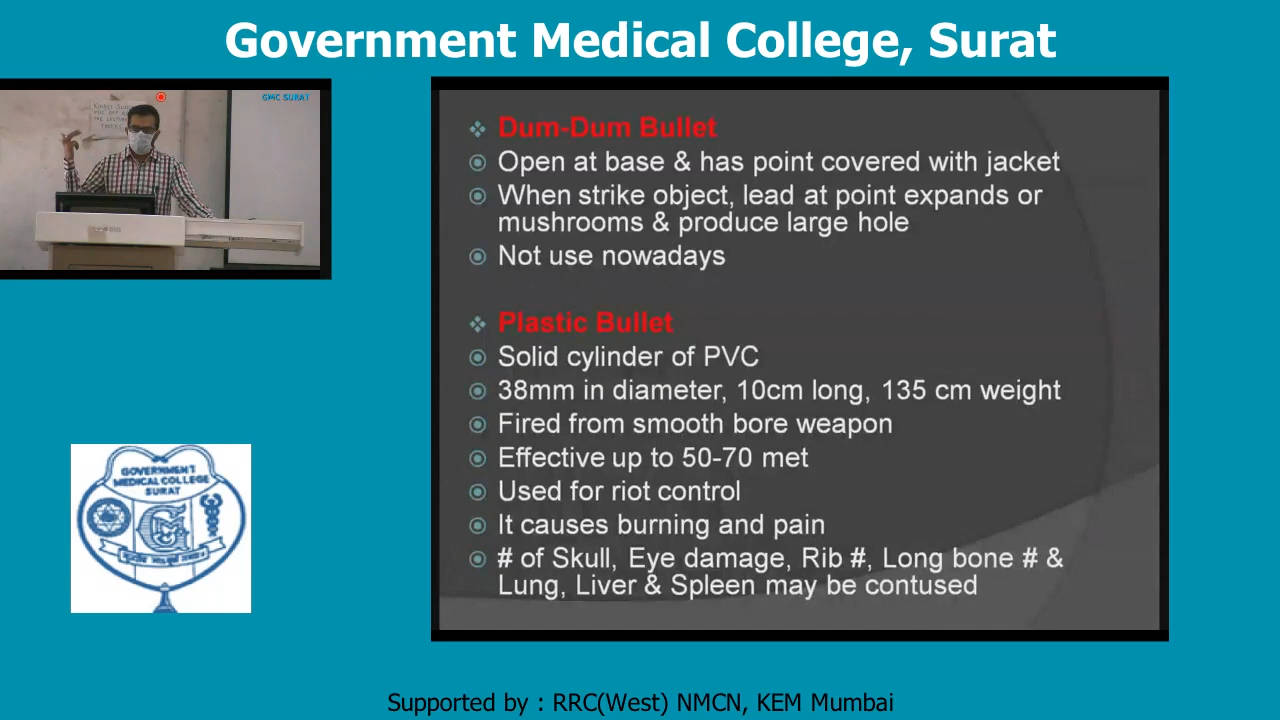 Government Medical College, Surat
GMC SURAT
Dum-Dum Bullet
Open at base & has point covered with jacket
When strike object, lead at point expands or
mushrooms & produce large hole
Not use nowadays
Plastic Bullet
Solid cylinder of PVC
38mm in diameter, 10cm long, 135 cm weight
Fired from smooth bore weapon
Effective up to 50-70 met
Used for riot control
It causes burning and pain
# of Skull, Eye damage, Rib #, Long bone # &
Lung, Liver & Spleen may be contused
GOVERNMENT
MEDICAL COLLEGE
SURAT
Supported by : RRC(West) NMCN, KEM Mumbai